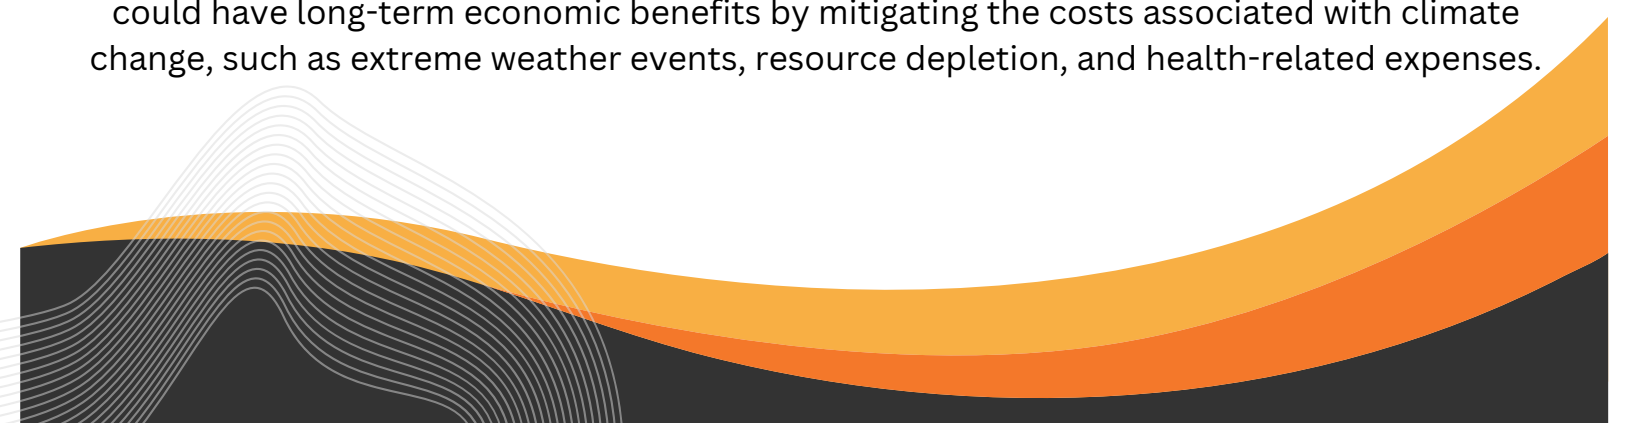 could have long-term economic benefits by mitigating the costs associated with climate
change, such as extreme weather events, resource depletion, and health-related expenses.